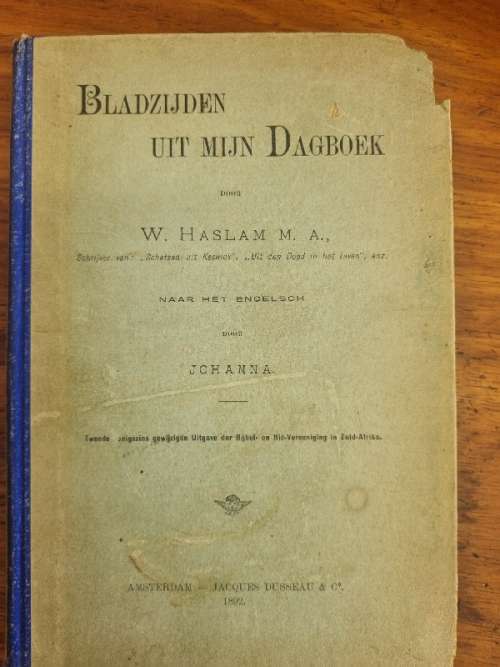 BLADZIJDEN
UIT MIJN DAGBOEK
DOOR
W. HASLAM M. A.,
Schrijver van: „Schetsen uit Keswick”, „Uit den Dood in het Leven”, enz.
NAAR HET ENGELSCH
DOOR
JOHANNA.
Tweede eenigszins gewijzigde Uitgave der Bijbel- en Bid-Vereeniging in Zuid-Afrika.
AMSTERDAM — JACQUES DUSSEAU & Co.
1892.